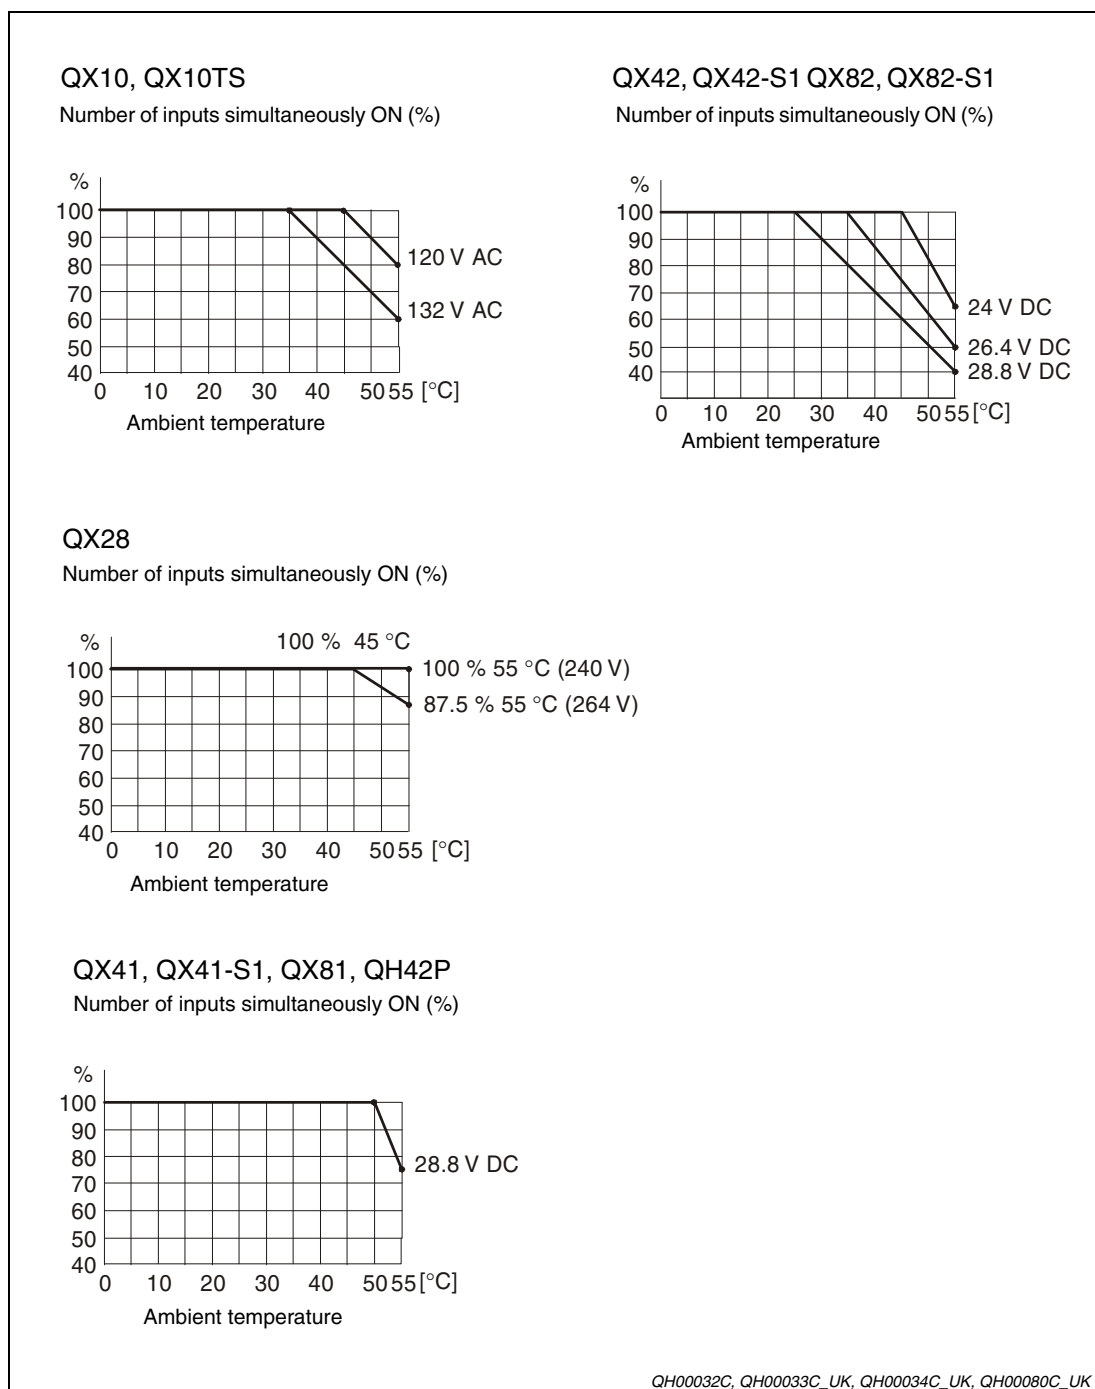 QX10, QX10TS
Number of inputs simultaneously ON (%)
%
100
90
80
70
60
50
40
120 V AC
132 V AC
0 10 20 30 40 50 55 [°C]
Ambient temperature
QX42, QX42-S1 QX82, QX82-S1
Number of inputs simultaneously ON (%)
%
100
90
80
70
60
50
40
24 V DC
26.4 V DC
28.8 V DC
0 10 20 30 40 50 55 [°C]
Ambient temperature
QX28
Number of inputs simultaneously ON (%)
%
100 % 45 °C
100
90
80
70
60
50
40
100 % 55 °C (240 V)
87.5 % 55 °C (264 V)
0 10 20 30 40 50 55 [°C]
Ambient temperature
QX41, QX41-S1, QX81, QH42P
Number of inputs simultaneously ON (%)
%
100
90
80
70
60
50
40
28.8 V DC
0 10 20 30 40 50 55 [°C]
Ambient temperature
QH00032C, QH00033C_UK, QH00034C_UK, QH00080C_UK